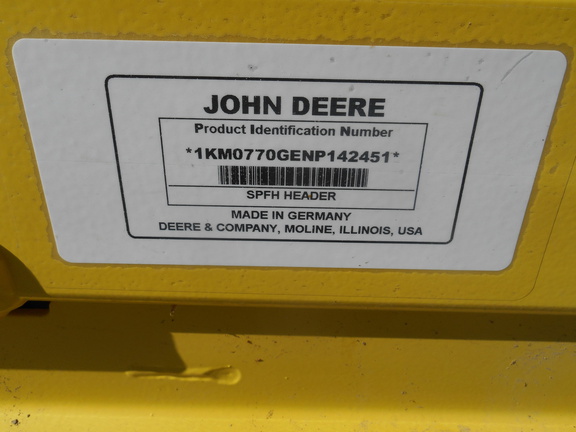 JOHN DEERE
Product Identification Number
*1KM0770GENP142451*
SPFH HEADER
MADE IN GERMANY
DEERE & COMPANY, MOLINE, ILLINOIS, USA